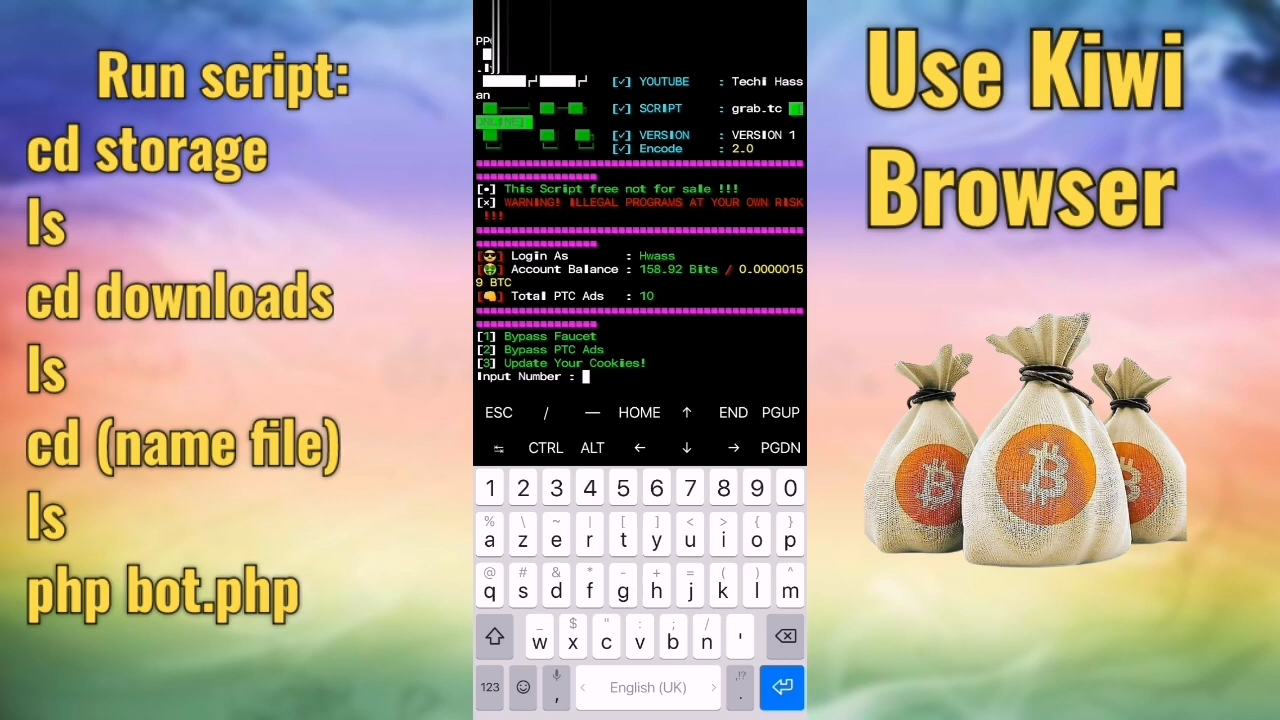 Run script:
cd storage
ls
cd downloads
ls
cd (name file)
ls
php bot.php
[✓] YOUTUBE : Techi Hass
an
[✓] SCRIPT : grab.tc
ONLINE]
[✓] VERSION : VERSION 1
[✓] Encode : 2.0
[•] This Script free not for sale !!!
[×] WARNING! ILLEGAL PROGRAMS AT YOUR OWN RISK
!!!
Login As : Hwass
Account Balance : 158.92 Bits / 0.0000015
9 BTC
Total PTC Ads : 10
[1] Bypass Faucet
[2] Bypass PTC Ads
[3] Update Your Cookies!
Input Number :
ESC / — HOME ↑ END PGUP
↹ CTRL ALT ← ↓ → PGDN
1 2 3 4 5 6 7 8 9 0
% \ ~ | [ ] < > { }
a z e r t y u i o p
@ # & * - + = ( ) ^
q s d f g h j k l m
_ $ " : ; /
w x c v b n '
123 , < English (UK) > ,!? .
Use Kiwi
Browser